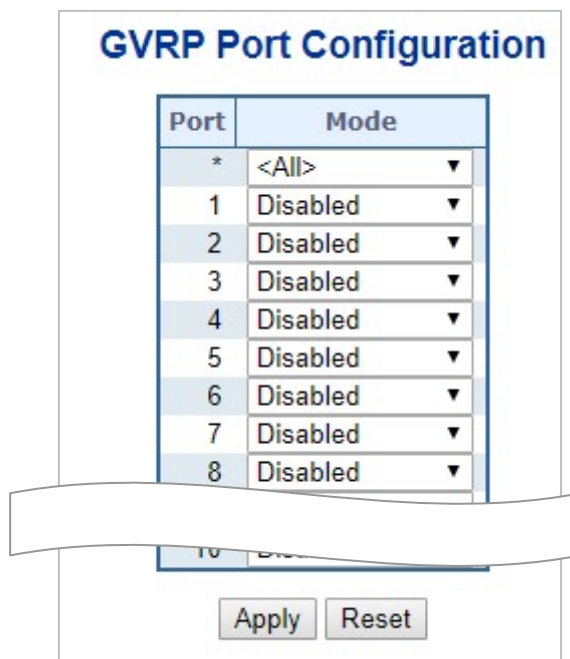 GVRP Port Configuration
Port Mode
* <All>
1 Disabled
2 Disabled
3 Disabled
4 Disabled
5 Disabled
6 Disabled
7 Disabled
8 Disabled
Apply Reset